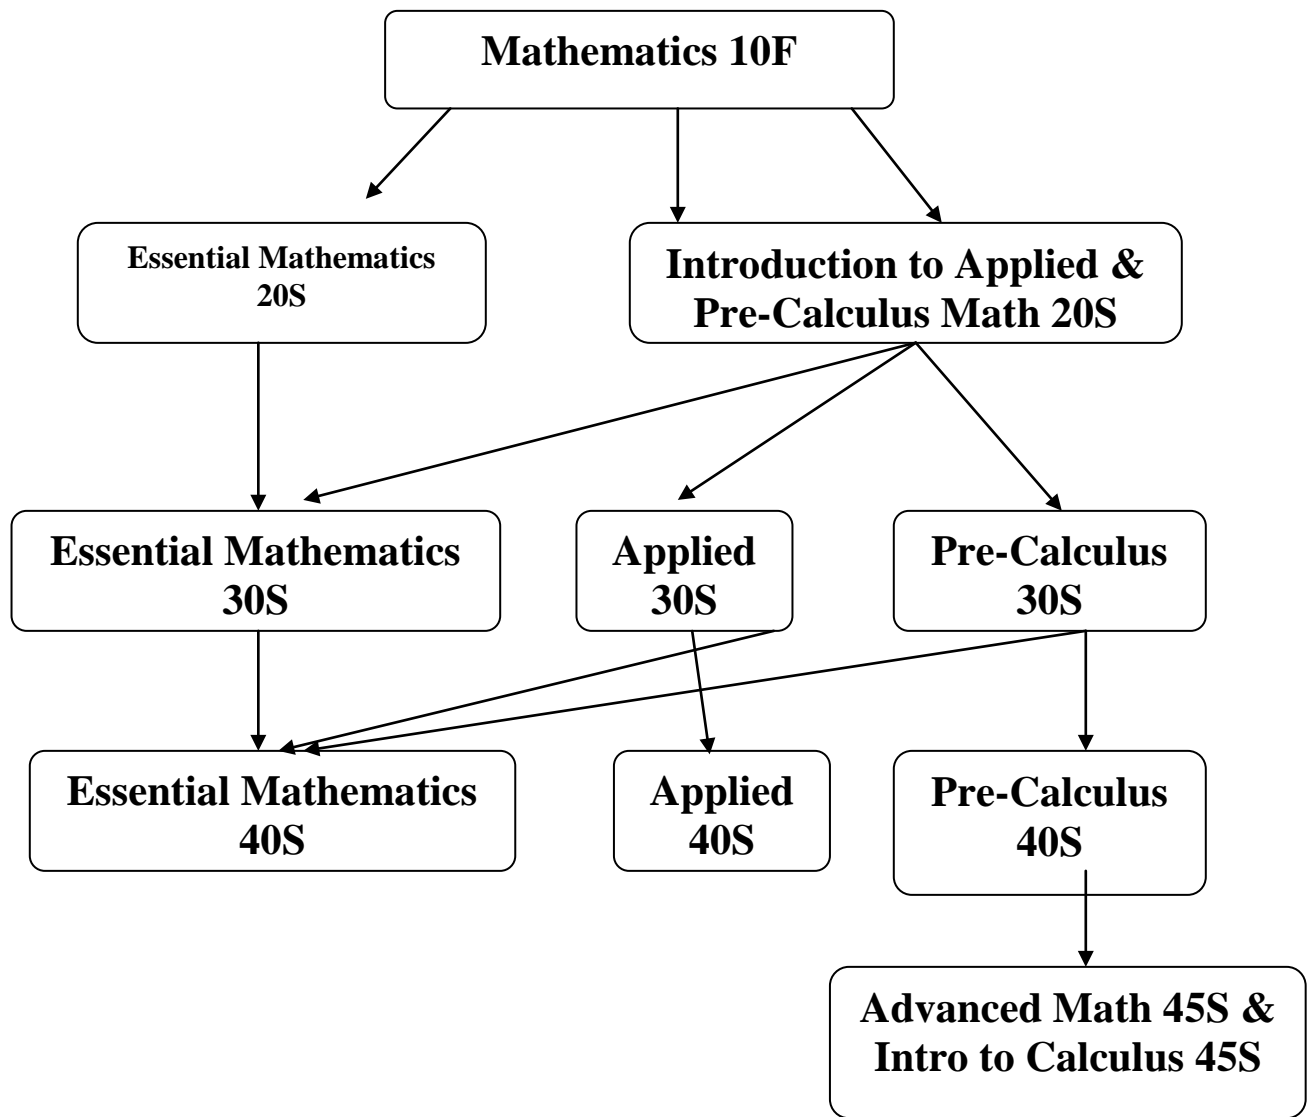 Mathematics 10F
Essential Mathematics
20S
Introduction to Applied &
Pre-Calculus Math 20S
Essential Mathematics
30S
Applied
30S
Pre-Calculus
30S
Essential Mathematics
40S
Applied
40S
Pre-Calculus
40S
Advanced Math 45S &
Intro to Calculus 45S